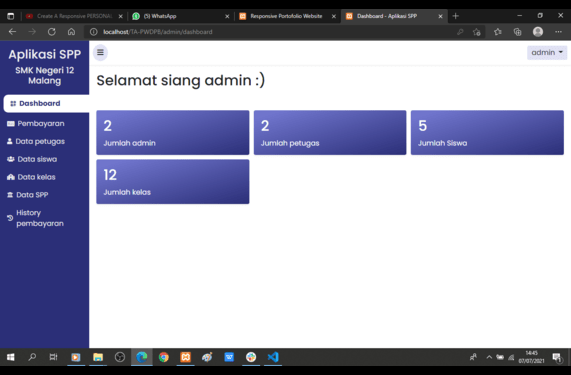 Create A Responsive PERSONAL
(5) WhatsApp
Responsive Portofolio Website
Dashboard - Aplikasi SPP
localhost/TA-PWDPB/admin/dashboard
Aplikasi SPP
SMK Negeri 12
Malang
admin
Selamat siang admin :)
Dashboard
Pembayaran
Data petugas
Data siswa
Data kelas
Data SPP
History
pembayaran
2
Jumlah admin
2
Jumlah petugas
5
Jumlah Siswa
12
Jumlah kelas
14:45
07/07/2021